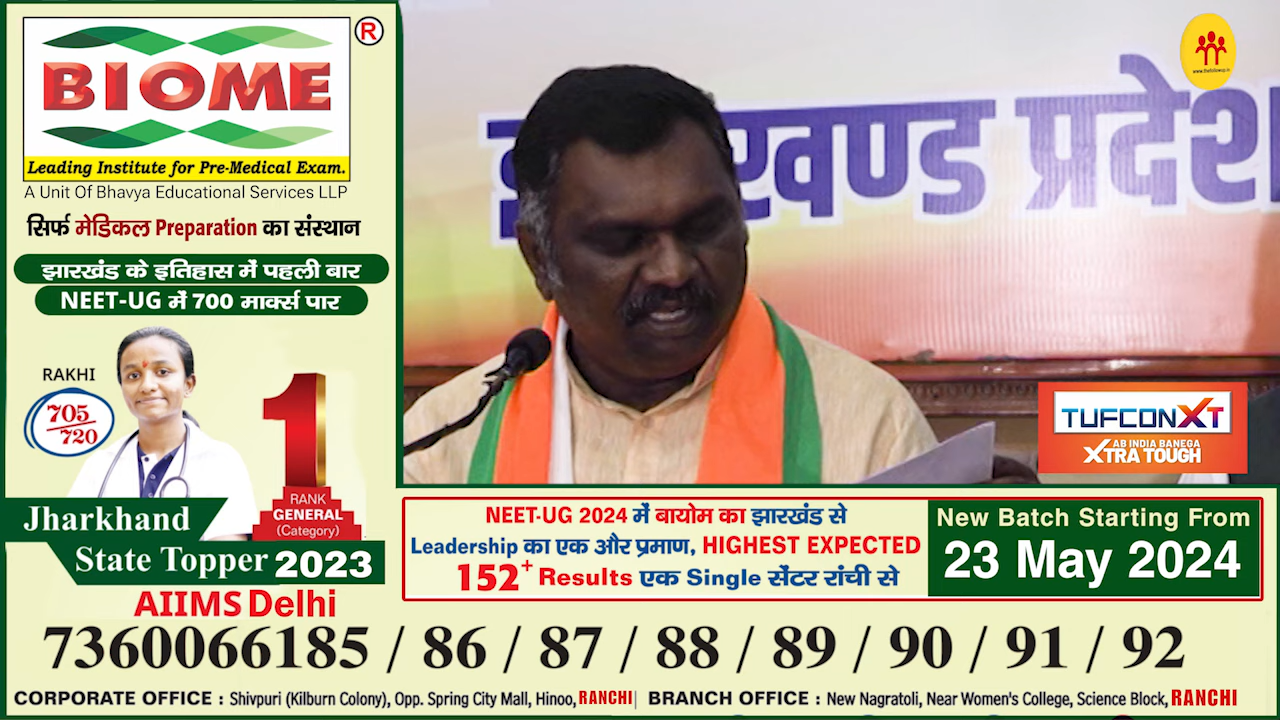 BIOME
®
Leading Institute for Pre-Medical Exam.
A Unit Of Bhavya Educational Services LLP
सिर्फ मेडिकल Preparation का संस्थान
झारखंड के इतिहास में पहली बार
NEET-UG में 700 मार्क्स पार
RAKHI
705/720
1
RANK
GENERAL
(Category)
Jharkhand
State Topper 2023
AIIMS Delhi
www.thefollowup.in
प्रदेश
TUFCONXT
AB INDIA BANEGA
XTRA TOUGH
NEET-UG 2024 में बायोम का झारखंड से
Leadership का एक और प्रमाण, HIGHEST EXPECTED
152+ Results एक Single सेंटर रांची से
New Batch Starting From
23 May 2024
7360066185 / 86 / 87 / 88 / 89 / 90 / 91 / 92
CORPORATE OFFICE : Shivpuri (Kilburn Colony), Opp. Spring City Mall, Hinoo, RANCHI | BRANCH OFFICE : New Nagratoli, Near Women's College, Science Block, RANCHI